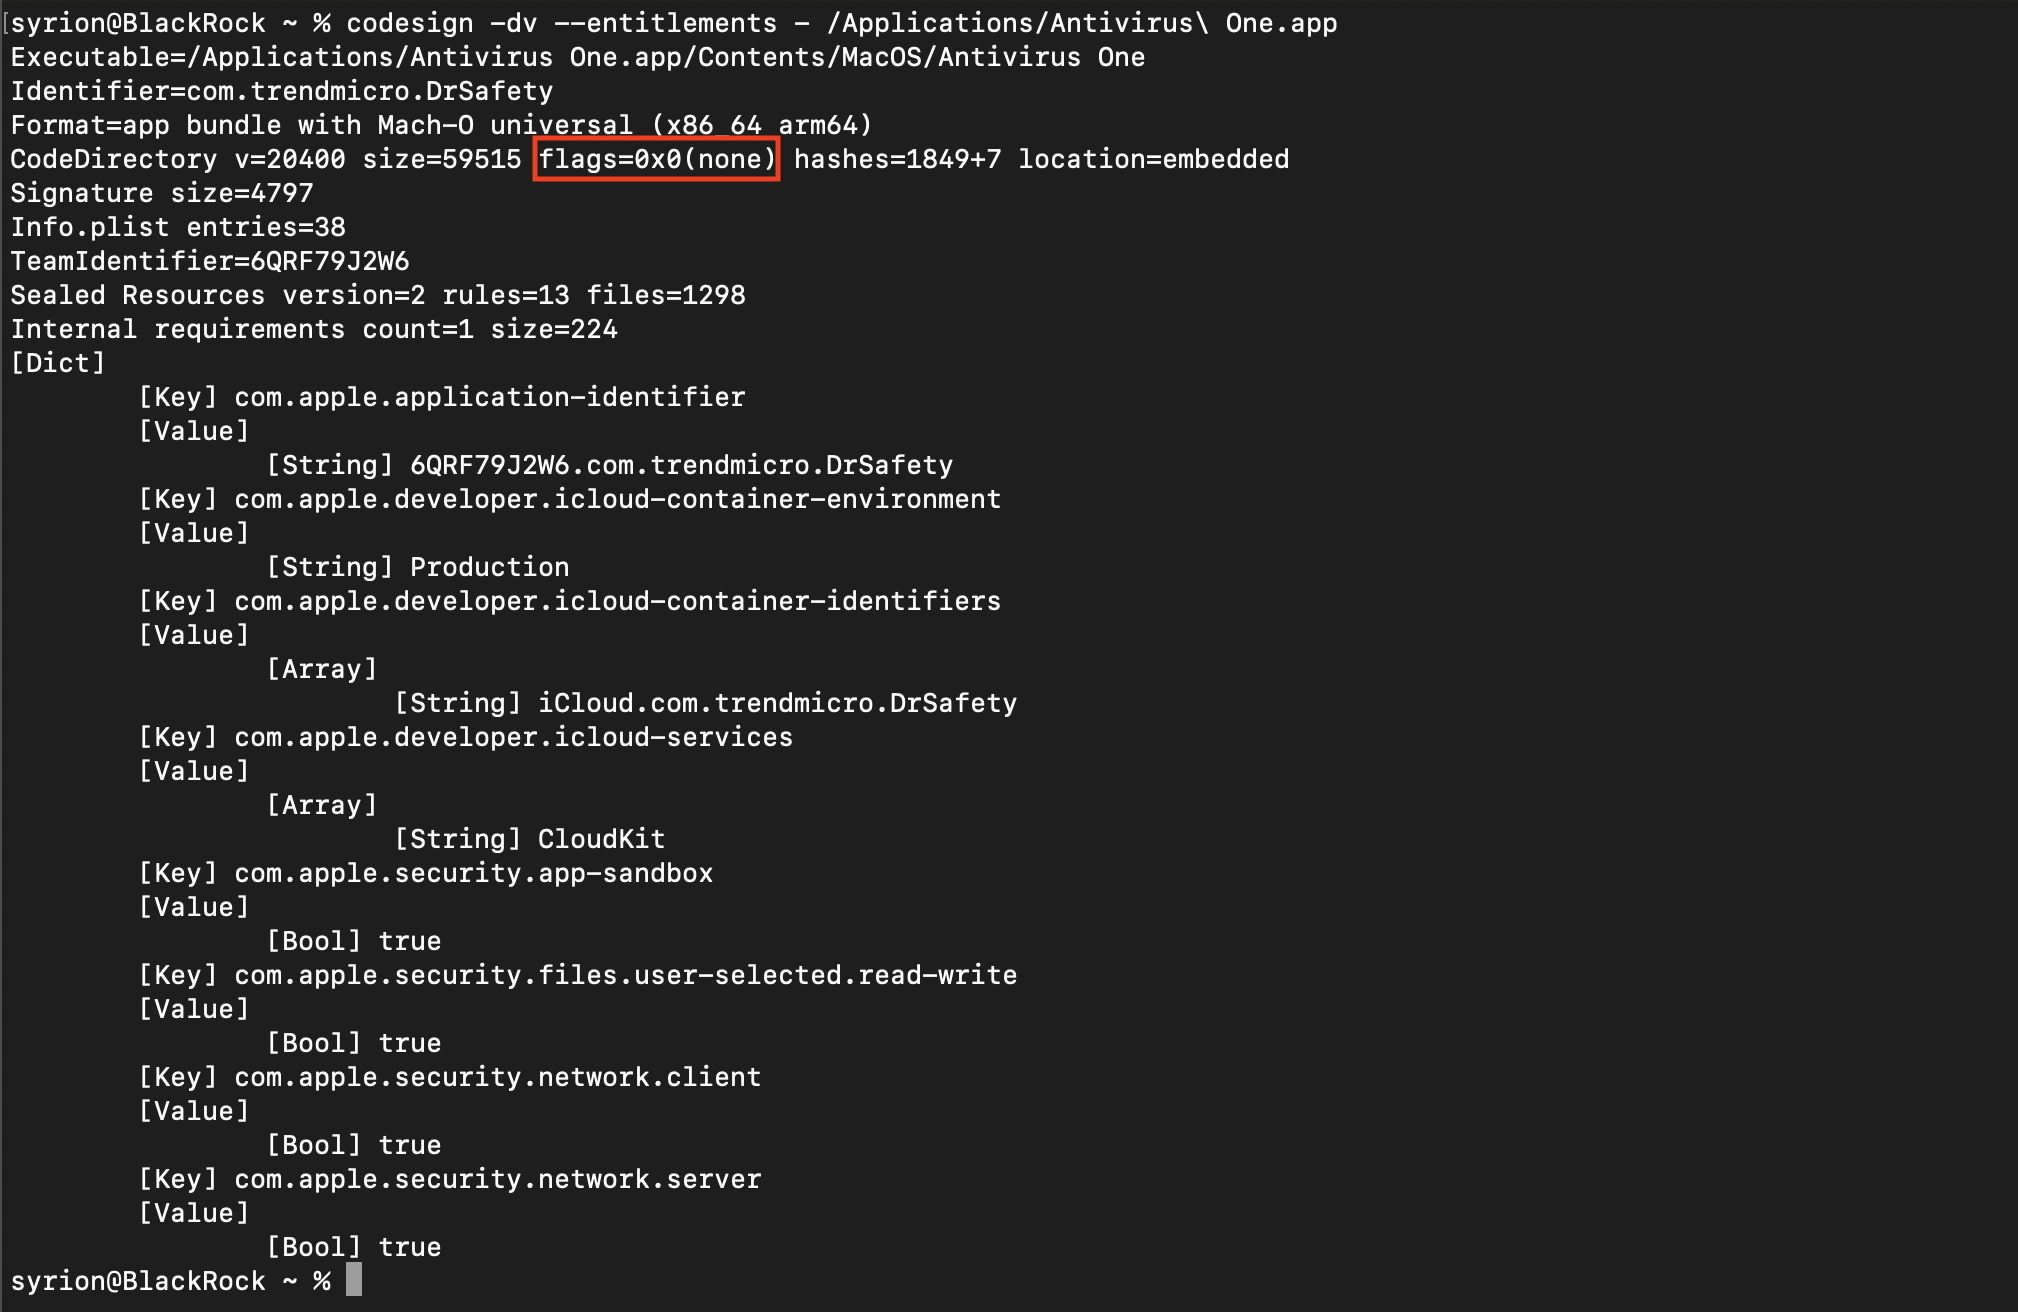 [syrion@BlackRock ~ % codesign -dv --entitlements - /Applications/Antivirus\ One.app
Executable=/Applications/Antivirus One.app/Contents/MacOS/Antivirus One
Identifier=com.trendmicro.DrSafety
Format=app bundle with Mach-O universal (x86_64 arm64)
CodeDirectory v=20400 size=59515 flags=0x0(none) hashes=1849+7 location=embedded
Signature size=4797
Info.plist entries=38
TeamIdentifier=6QRF79J2W6
Sealed Resources version=2 rules=13 files=1298
Internal requirements count=1 size=224
[Dict]
[Key] com.apple.application-identifier
[Value]
[String] 6QRF79J2W6.com.trendmicro.DrSafety
[Key] com.apple.developer.icloud-container-environment
[Value]
[String] Production
[Key] com.apple.developer.icloud-container-identifiers
[Value]
[Array]
[String] iCloud.com.trendmicro.DrSafety
[Key] com.apple.developer.icloud-services
[Value]
[Array]
[String] CloudKit
[Key] com.apple.security.app-sandbox
[Value]
[Bool] true
[Key] com.apple.security.files.user-selected.read-write
[Value]
[Bool] true
[Key] com.apple.security.network.client
[Value]
[Bool] true
[Key] com.apple.security.network.server
[Value]
[Bool] true
syrion@BlackRock ~ %